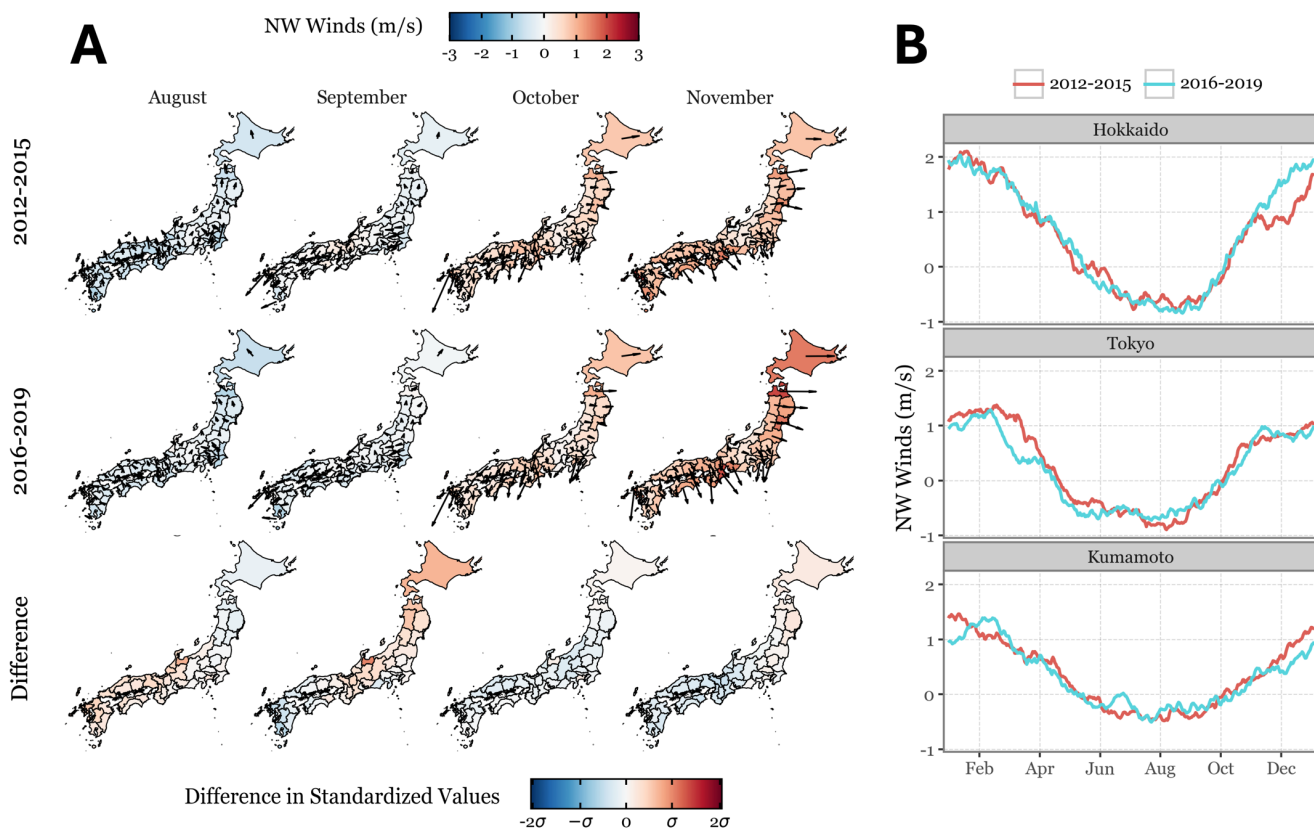 A
NW Winds (m/s)
-3 -2 -1 0 1 2 3
August September October November
2012-2015
2016-2019
Difference
Difference in Standardized Values
-2σ −σ 0 σ 2σ
B
2012-2015 2016-2019
Hokkaido
2
1
0
-1
Tokyo
2
1
0
-1
Kumamoto
2
1
0
-1
NW Winds (m/s)
Feb Apr Jun Aug Oct Dec